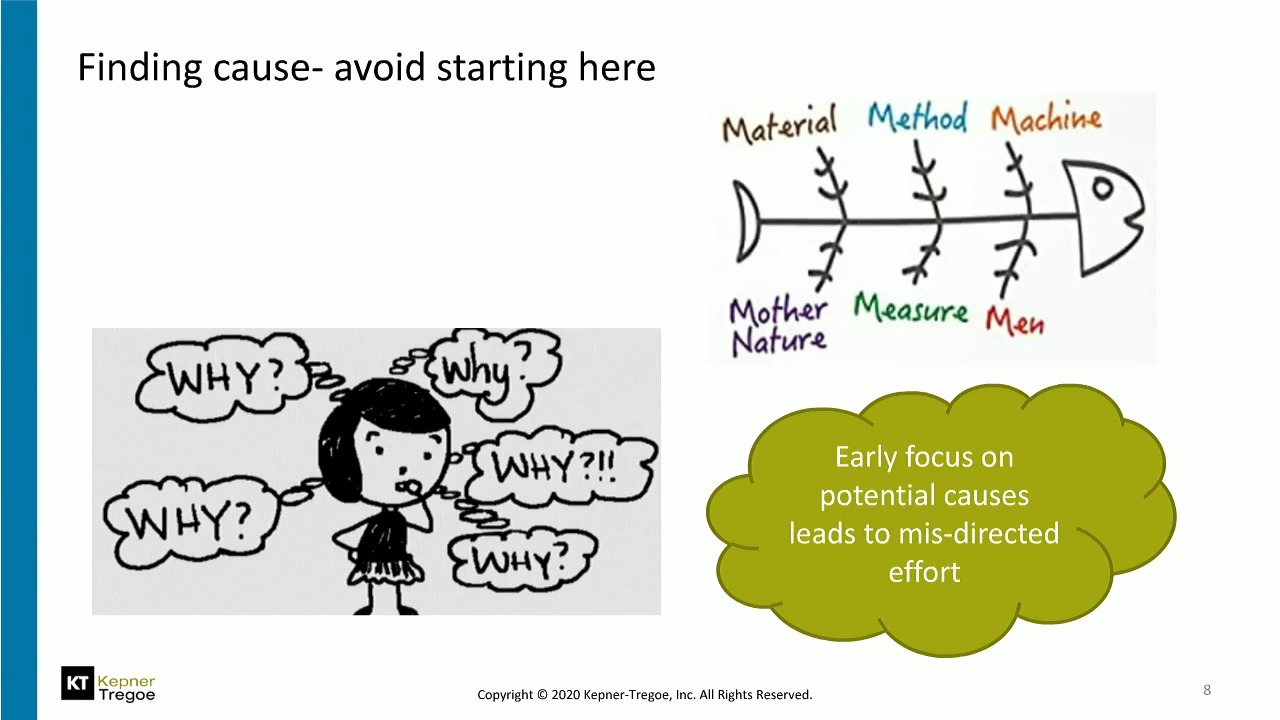 Finding cause- avoid starting here
Material Method Machine
Mother Measure Men
Nature
WHY? Why?
WHY?!!
WHY?
WHY?
Early focus on
potential causes
leads to mis-directed
effort
KT Kepner
Tregoe
Copyright © 2020 Kepner-Tregoe, Inc. All Rights Reserved.
8